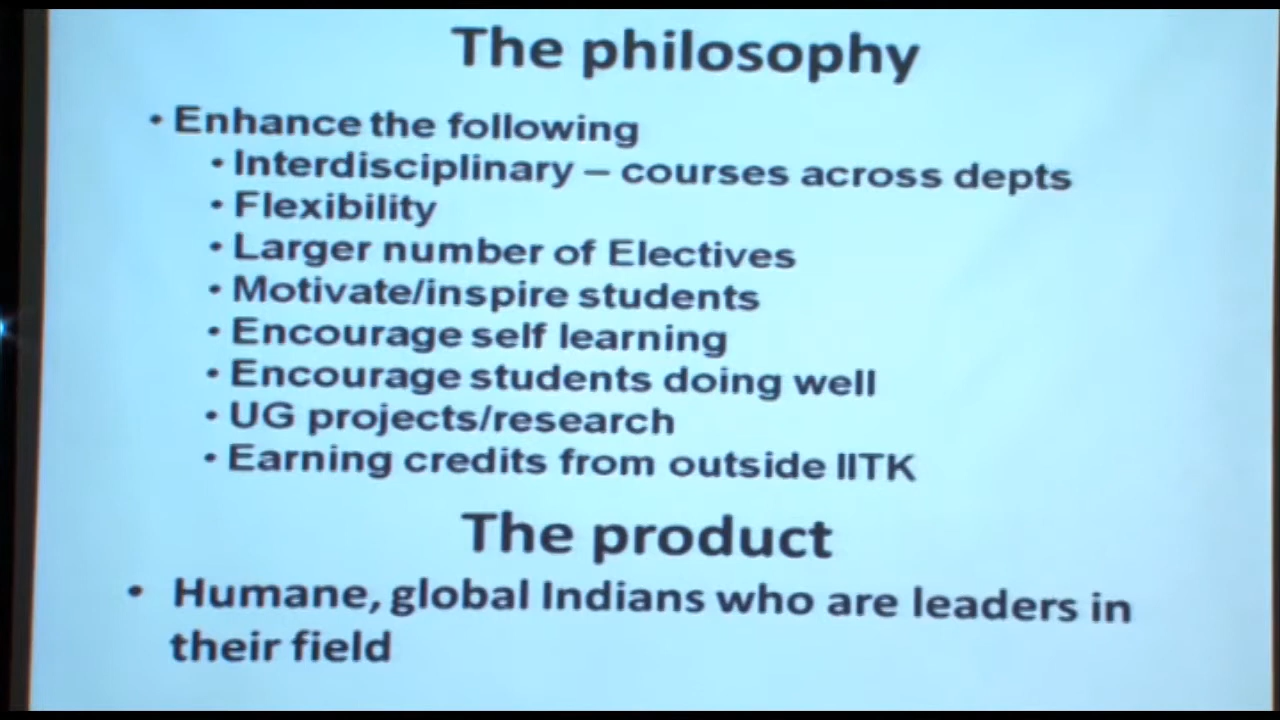 The philosophy
• Enhance the following
• Interdisciplinary – courses across depts
• Flexibility
• Larger number of Electives
• Motivate/inspire students
• Encourage self learning
• Encourage students doing well
• UG projects/research
• Earning credits from outside IITK
The product
• Humane, global Indians who are leaders in
their field